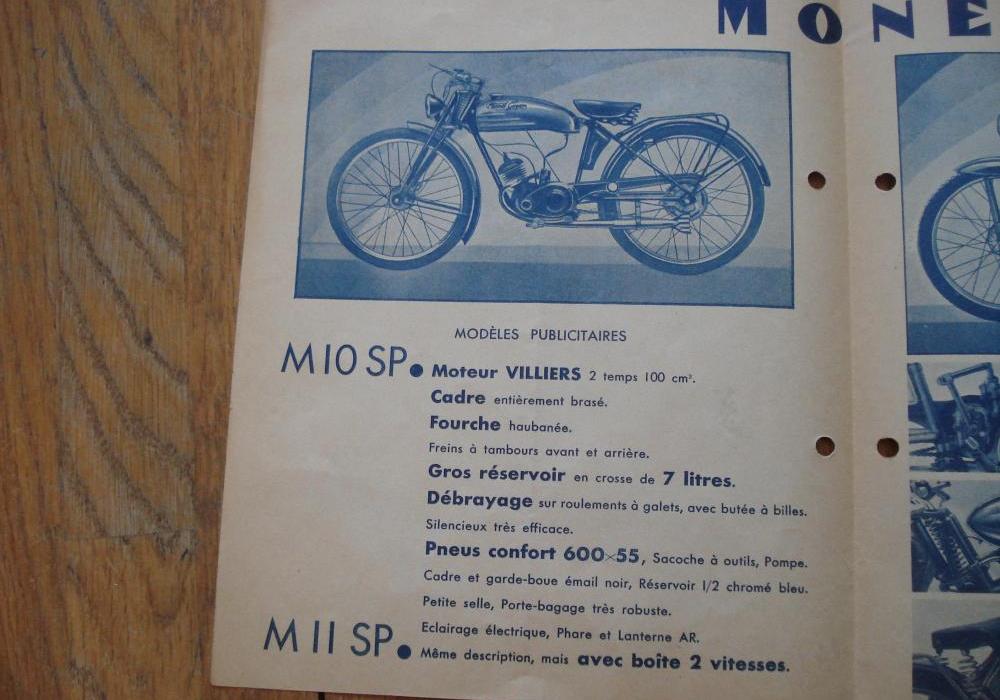 MONE
MODÈLES PUBLICITAIRES
M10 SP. Moteur VILLIERS 2 temps 100 cm³.
Cadre entièrement brasé.
Fourche haubanée.
Freins à tambours avant et arrière.
Gros réservoir en crosse de 7 litres.
Débrayage sur roulements à galets, avec butée à billes.
Silencieux très efficace.
Pneus confort 600×55, Sacoche à outils, Pompe.
Cadre et garde-boue émail noir, Réservoir 1/2 chromé bleu.
Petite selle, Porte-bagage très robuste.
Eclairage électrique, Phare et Lanterne AR.
M11 SP. Même description, mais avec boîte 2 vitesses.